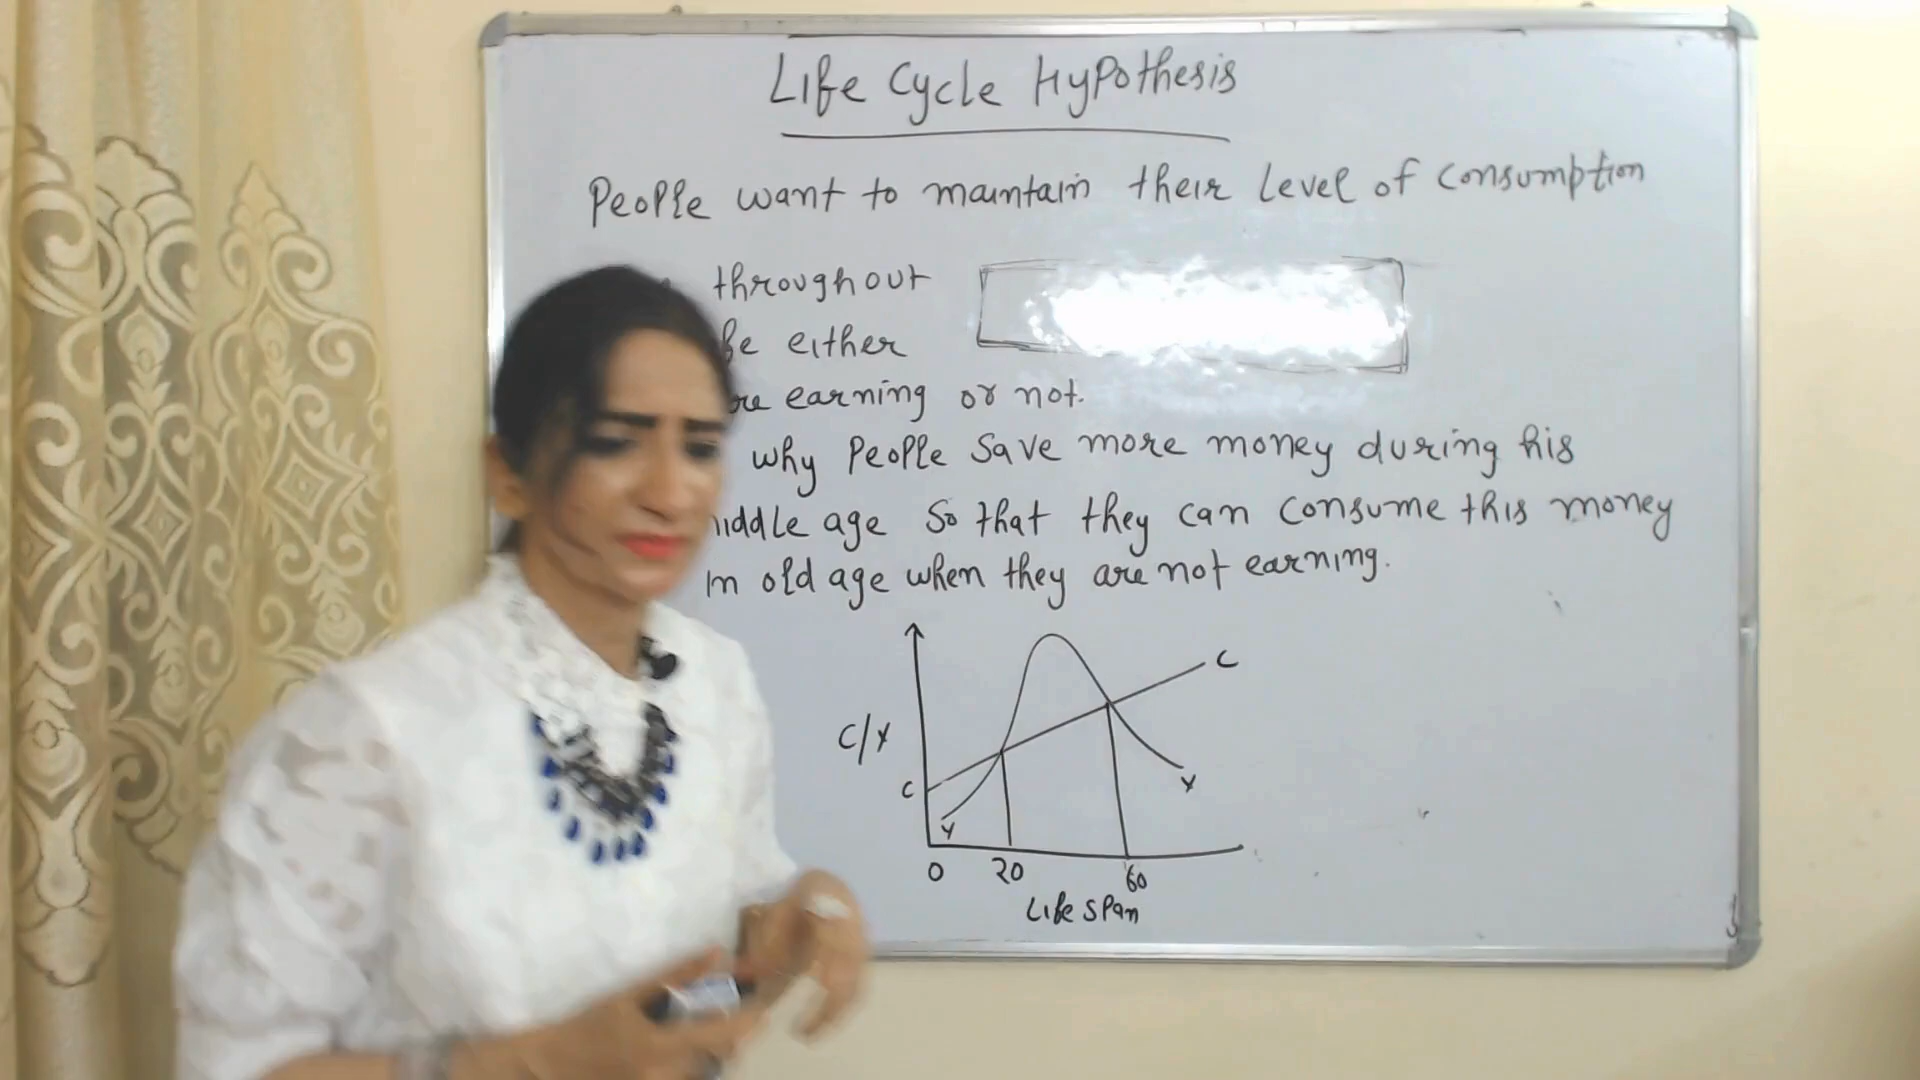 Life Cycle Hypothesis
People want to maintain their level of consumption
throughout
either
earning or not.
why people save more money during his
age so that they can consume this money
In old age when they are not earning.
C
C/Y
C
Y
Y
0 20 60
Life span